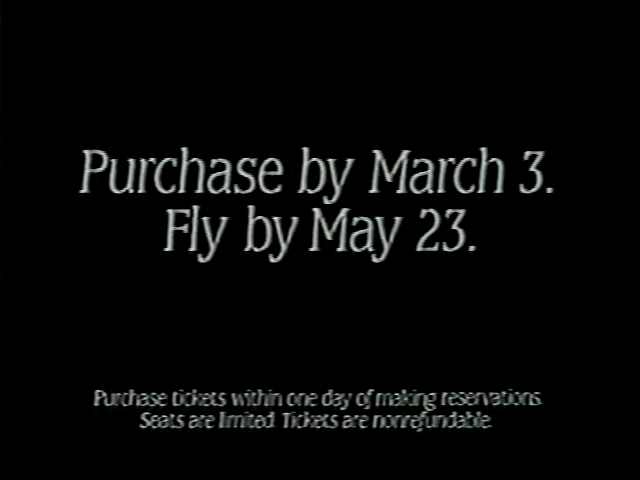 Purchase by March 3.
Fly by May 23.
Purchase tickets within one day of making reservations.
Seats are limited. Tickets are nonrefundable.